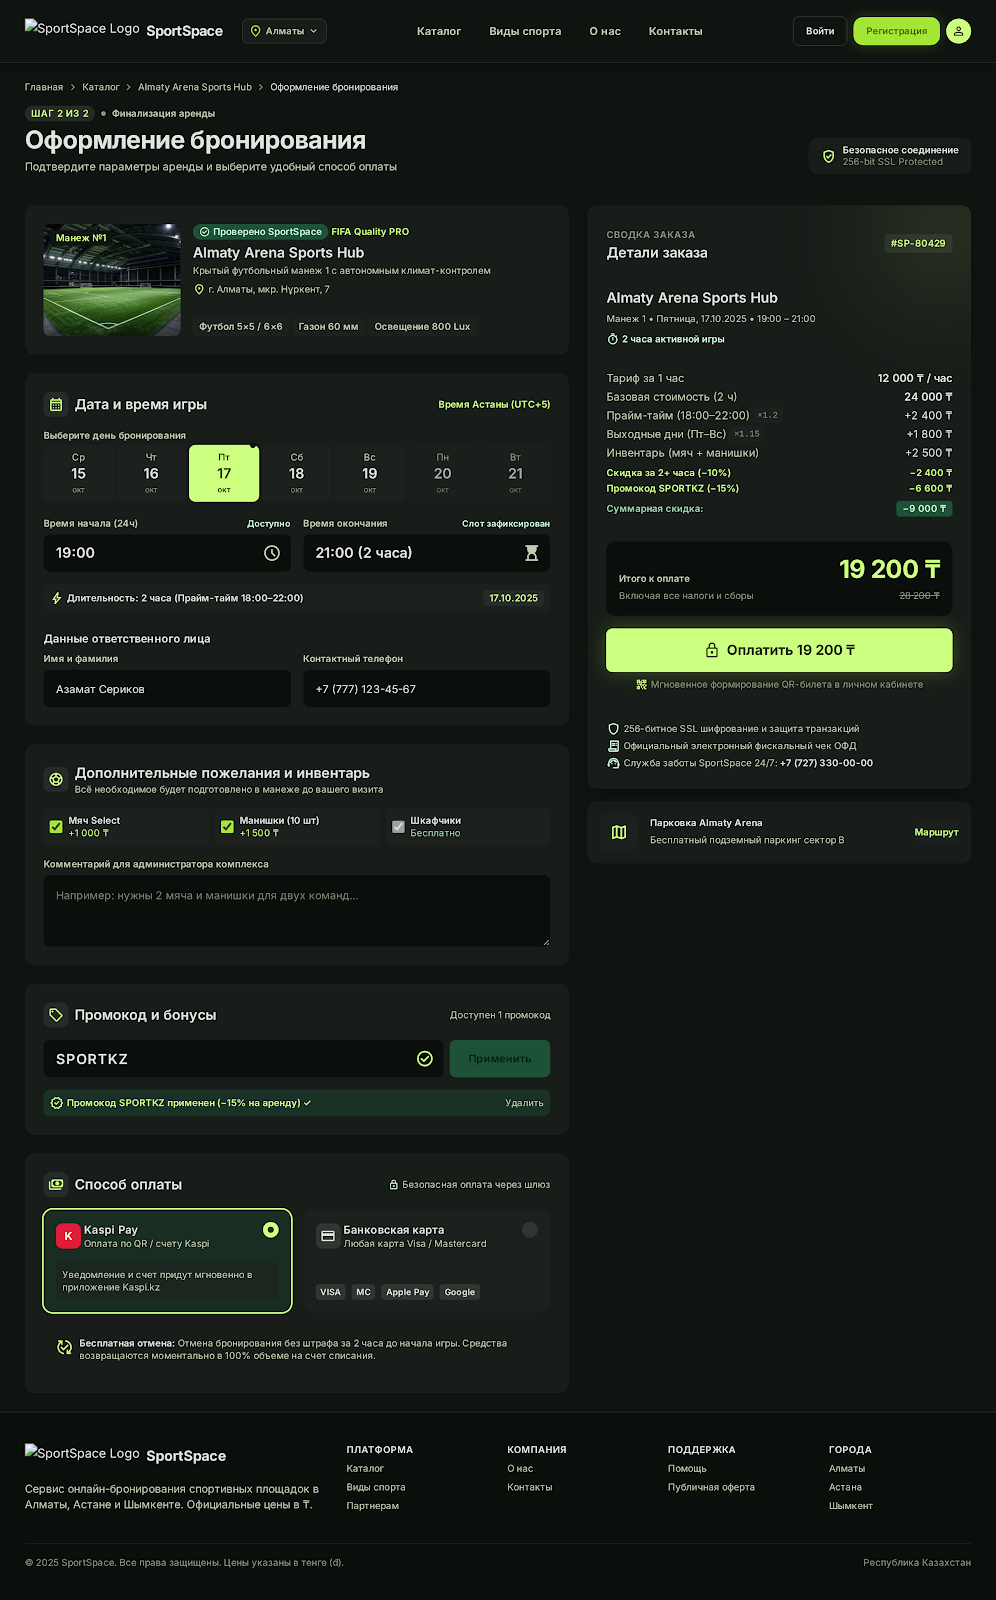 SportSpace Logo SportSpace
Алматы
Каталог Виды спорта О нас Контакты
Войти
Регистрация
Главная > Каталог > Almaty Arena Sports Hub > Оформление бронирования
ШАГ 2 ИЗ 2 • Финализация аренды
Оформление бронирования
Подтвердите параметры аренды и выберите удобный способ оплаты
Безопасное соединение
256-bit SSL Protected
Манеж №1
Проверено SportSpace FIFA Quality PRO
Almaty Arena Sports Hub
Крытый футбольный манеж 1 с автономным климат-контролем
г. Алматы, мкр. Нұркент, 7
Футбол 5×5 / 6×6 Газон 60 мм Освещение 800 Lux
Дата и время игры
Время Астаны (UTC+5)
Выберите день бронирования
Ср Чт Пт Сб Вс Пн Вт
15 16 17 18 19 20 21
окт окт окт окт окт окт окт
Время начала (24ч) Доступно
Время окончания Слот зафиксирован
19:00
21:00 (2 часа)
Длительность: 2 часа (Прайм-тайм 18:00–22:00) 17.10.2025
Данные ответственного лица
Имя и фамилия Контактный телефон
Азамат Сериков +7 (777) 123-45-67
Дополнительные пожелания и инвентарь
Всё необходимое будет подготовлено в манеже до вашего визита
Мяч Select
+1 000 ₸
Манишки (10 шт)
+1 500 ₸
Шкафчики
Бесплатно
Комментарий для администратора комплекса
Например: нужны 2 мяча и манишки для двух команд...
Промокод и бонусы
Доступен 1 промокод
SPORTKZ
Применить
Промокод SPORTKZ применен (−15% на аренду) ✓ Удалить
Способ оплаты
Безопасная оплата через шлюз
K
Kaspi Pay
Оплата по QR / счету Kaspi
Уведомление и счет придут мгновенно в
приложение Kaspi.kz
Банковская карта
Любая карта Visa / Mastercard
VISA MC Apple Pay Google
Бесплатная отмена: Отмена бронирования без штрафа за 2 часа до начала игры. Средства
возвращаются моментально в 100% объеме на счет списания.
СВОДКА ЗАКАЗА
Детали заказа
#SP-80429
Almaty Arena Sports Hub
Манеж 1 • Пятница, 17.10.2025 • 19:00 – 21:00
2 часа активной игры
Тариф за 1 час 12 000 ₸ / час
Базовая стоимость (2 ч) 24 000 ₸
Прайм-тайм (18:00–22:00) ×1.2 +2 400 ₸
Выходные дни (Пт–Вс) ×1.15 +1 800 ₸
Инвентарь (мяч + манишки) +2 500 ₸
Скидка за 2+ часа (−10%) −2 400 ₸
Промокод SPORTKZ (−15%) −6 600 ₸
Суммарная скидка: −9 000 ₸
Итого к оплате 19 200 ₸
Включая все налоги и сборы 28 200 ₸
Оплатить 19 200 ₸
Мгновенное формирование QR-билета в личном кабинете
256-битное SSL шифрование и защита транзакций
Официальный электронный фискальный чек ОФД
Служба заботы SportSpace 24/7: +7 (727) 330-00-00
Парковка Almaty Arena
Бесплатный подземный паркинг сектор B
Маршрут
SportSpace Logo SportSpace
Сервис онлайн-бронирования спортивных площадок в
Алматы, Астане и Шымкенте. Официальные цены в ₸.
ПЛАТФОРМА
Каталог
Виды спорта
Партнерам
КОМПАНИЯ
О нас
Контакты
ПОДДЕРЖКА
Помощь
Публичная оферта
ГОРОДА
Алматы
Астана
Шымкент
© 2025 SportSpace. Все права защищены. Цены указаны в тенге (₫).
Республика Казахстан